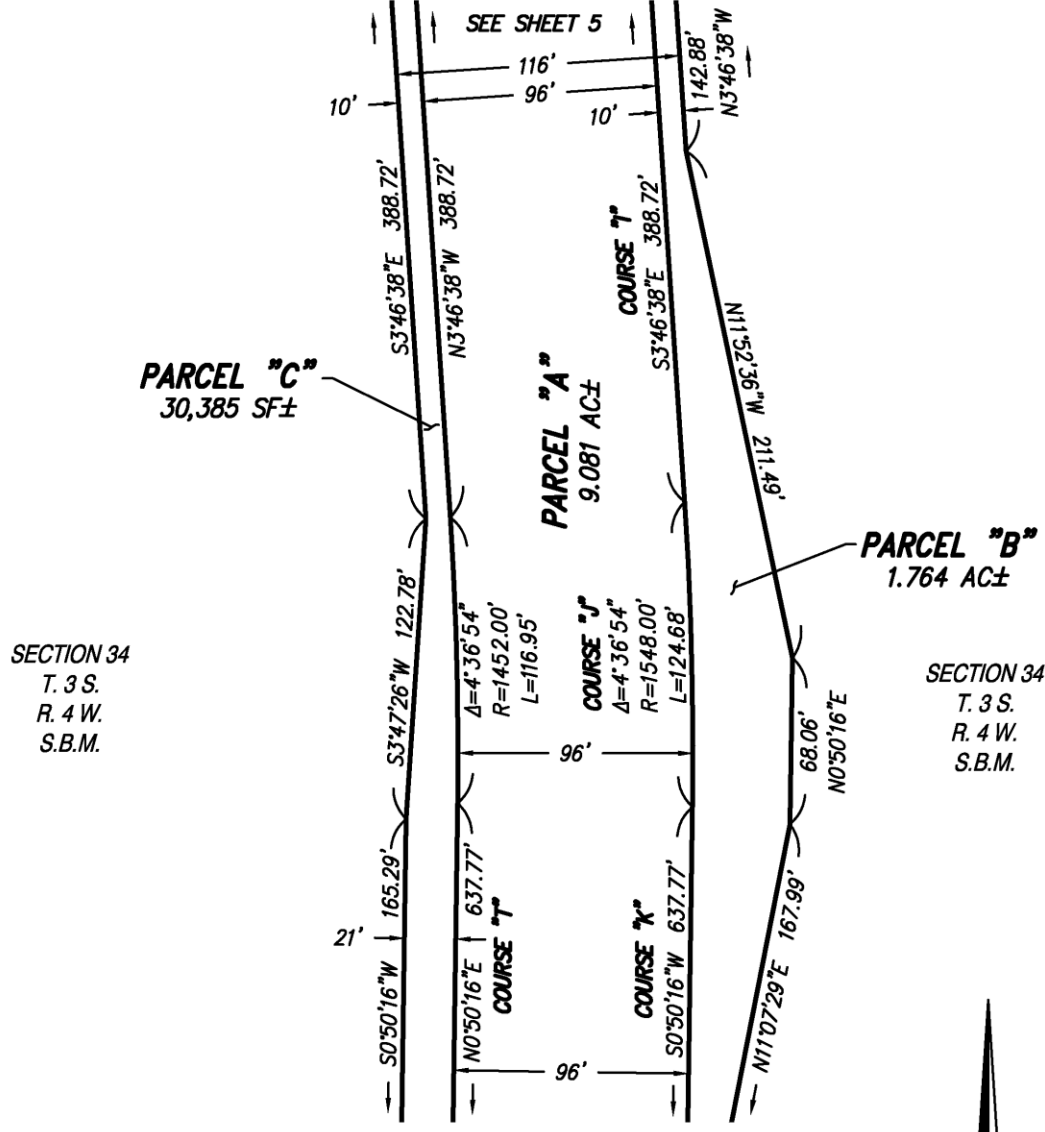 SEE SHEET 5
116'
96'
10'
10'
142.88'
N3°46'38"W
S3°46'38"E 388.72'
N3°46'38"W 388.72'
COURSE "I"
S3°46'38"E 388.72'
N11°52'36"W 211.49'
PARCEL "C"
30,385 SF±
PARCEL "A"
9.081 AC±
PARCEL "B"
1.764 AC±
SECTION 34
T. 3 S.
R. 4 W.
S.B.M.
S3°47'26"W 122.78'
Δ=4°36'54"
R=1452.00'
L=116.95'
COURSE "J"
Δ=4°36'54"
R=1548.00'
L=124.68'
96'
68.06'
N0°50'16"E
SECTION 34
T. 3 S.
R. 4 W.
S.B.M.
S0°50'16"W 165.29'
21'
N0°50'16"E 637.77'
COURSE "T"
COURSE "K"
S0°50'16"W 637.77'
N11°07'29"E 167.99'
96'